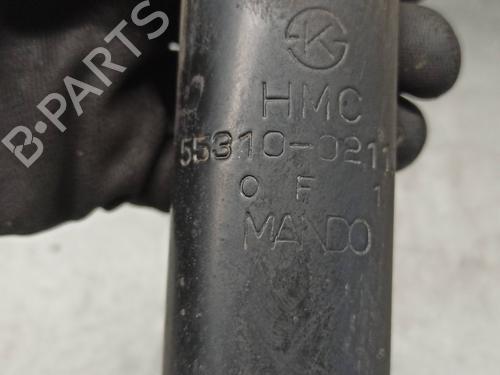 K
HMC
55310-0211
0 F 1
MANDO
B-PARTS